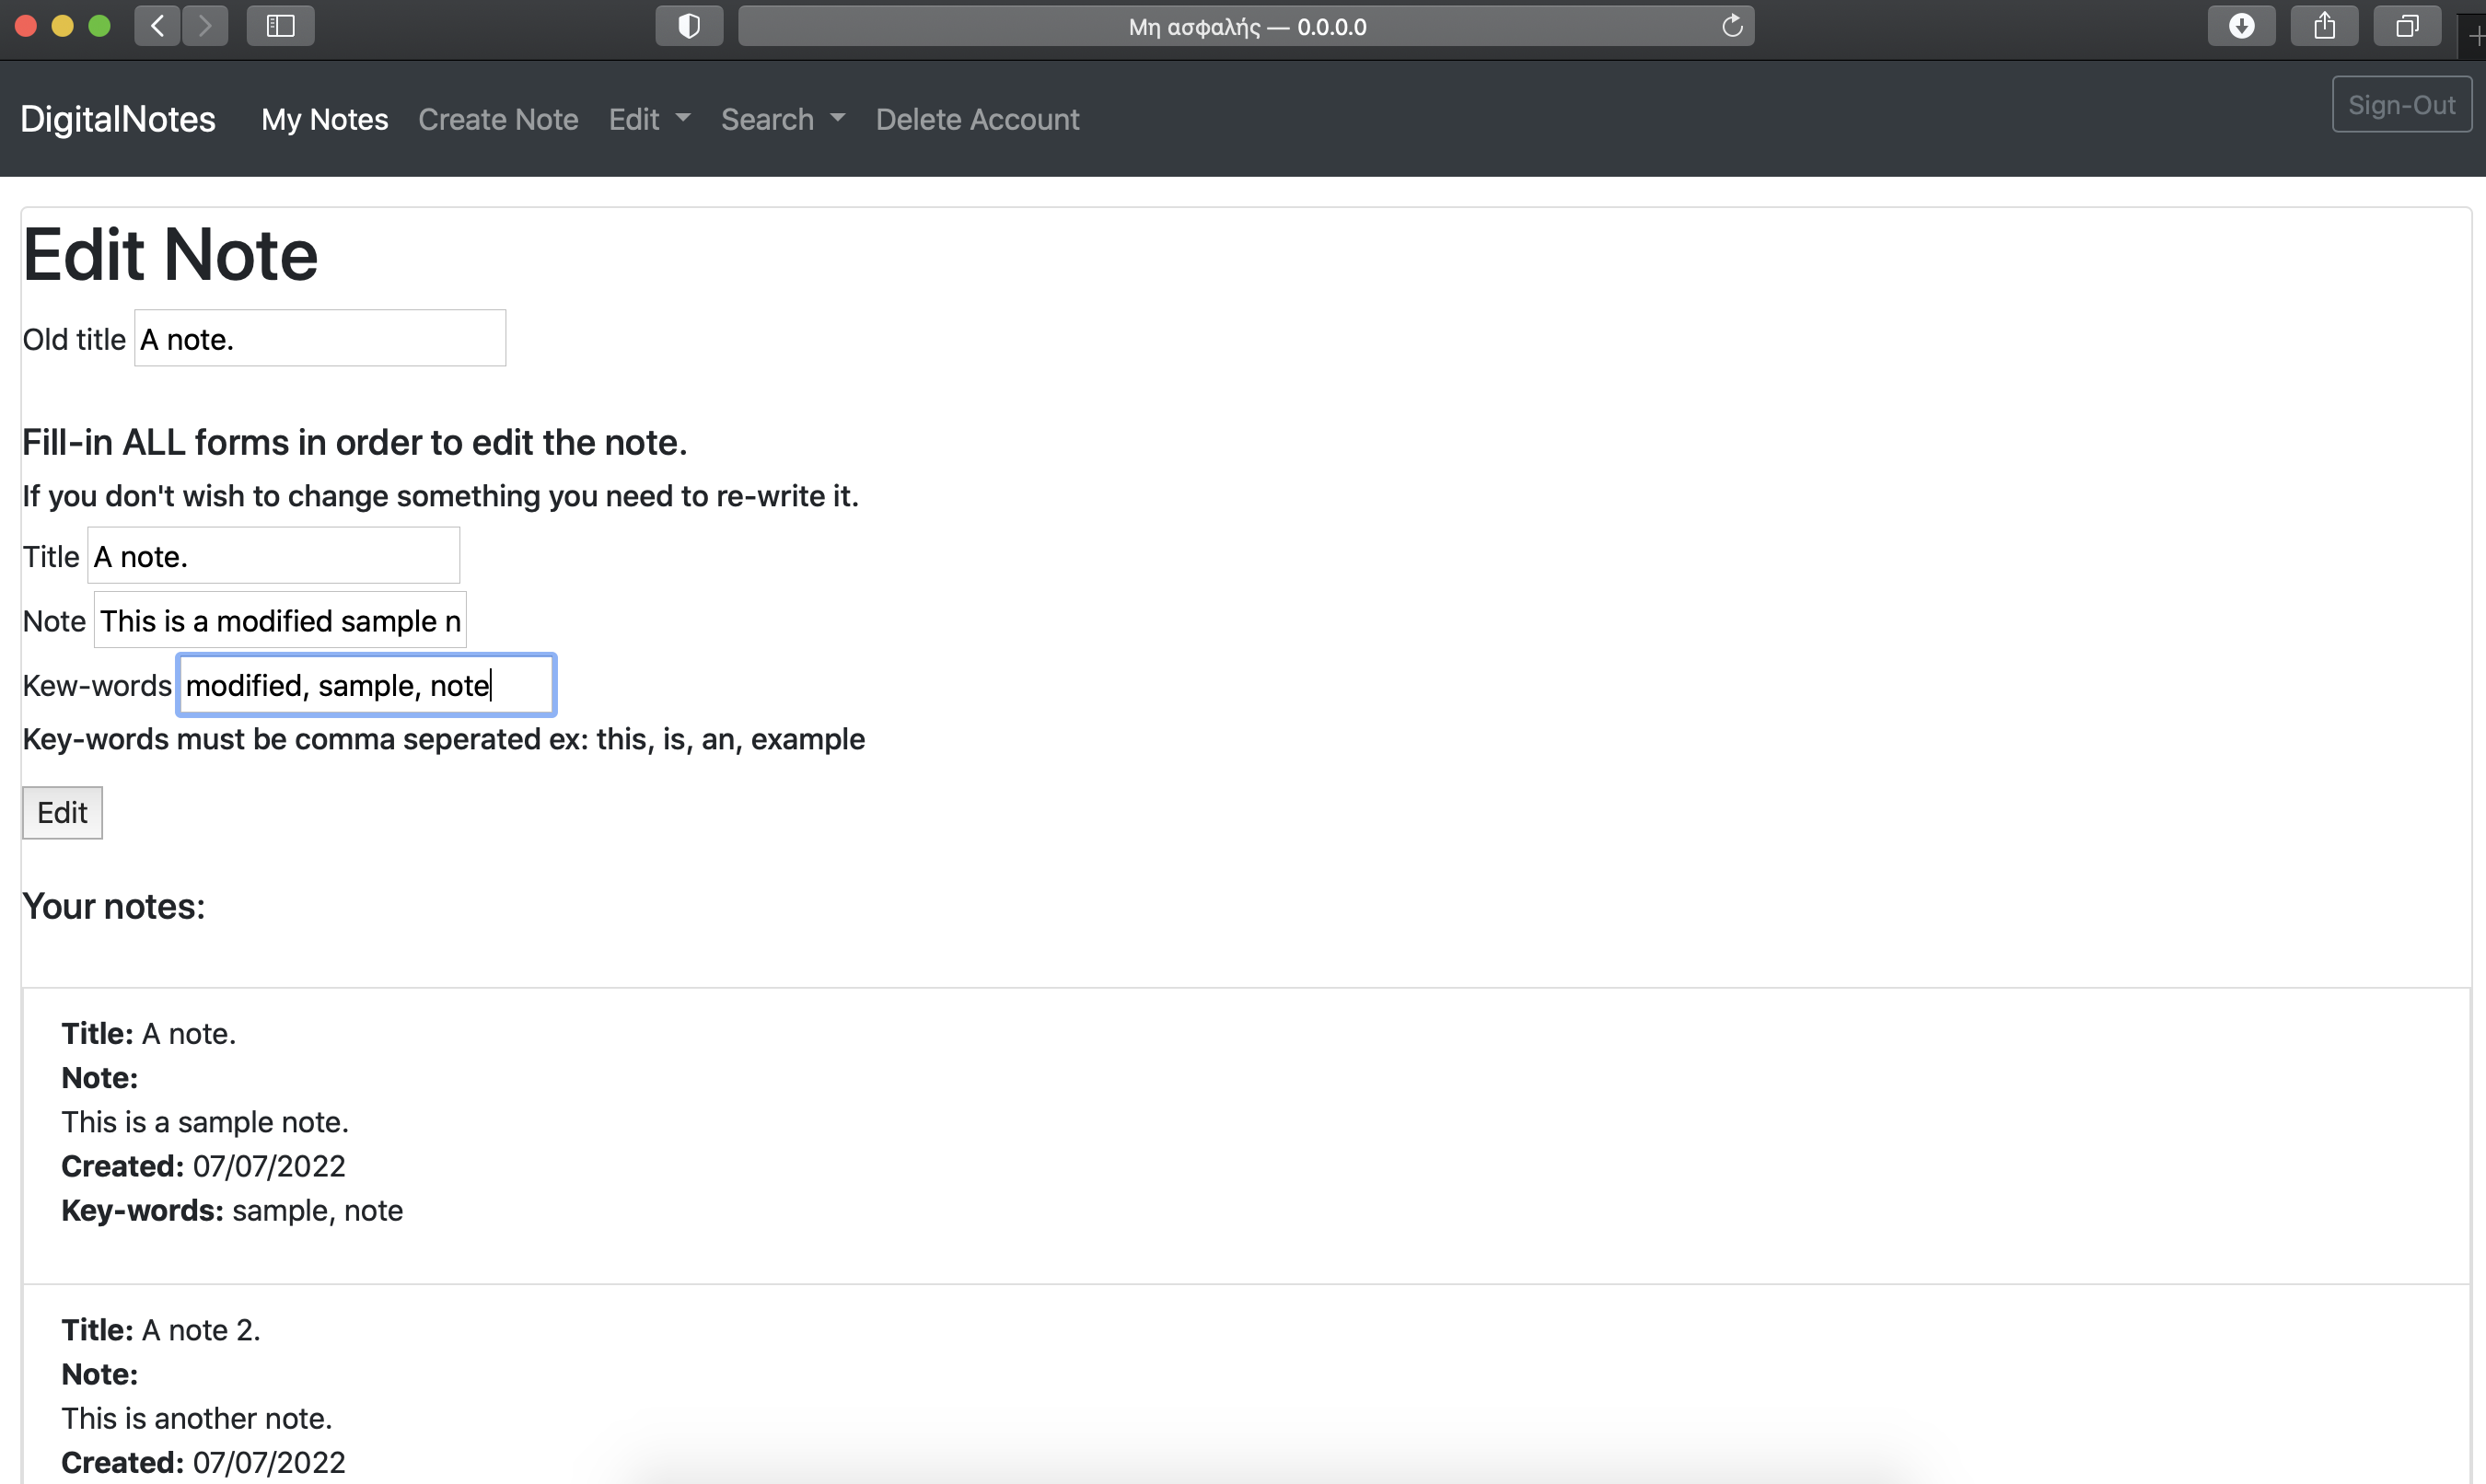 Μη ασφαλής — 0.0.0.0
DigitalNotes My Notes Create Note Edit Search Delete Account Sign-Out
Edit Note
Old title A note.
Fill-in ALL forms in order to edit the note.
If you don't wish to change something you need to re-write it.
Title A note.
Note This is a modified sample n
Kew-words modified, sample, note
Key-words must be comma seperated ex: this, is, an, example
Edit
Your notes:
Title: A note.
Note:
This is a sample note.
Created: 07/07/2022
Key-words: sample, note
Title: A note 2.
Note:
This is another note.
Created: 07/07/2022